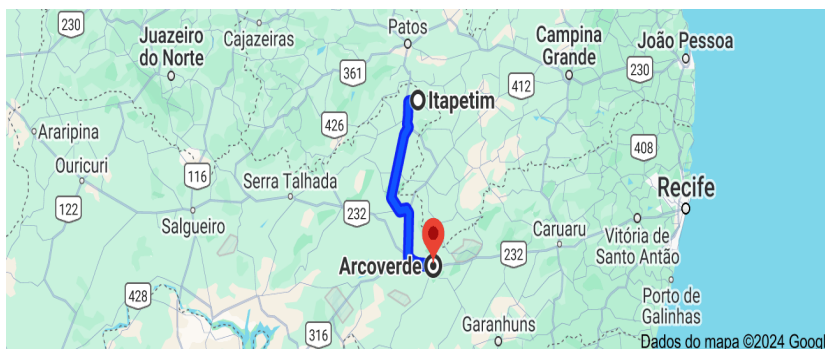 230
Juazeiro
do Norte
Cajazeiras
Patos
Campina
Grande
João Pessoa
230
361
412
Itapetim
426
Araripina
Ouricuri
116
Serra Talhada
408
Recife
122
Salgueiro
232
Caruaru
Vitória de
Santo Antão
232
Arcoverde
428
316
Garanhuns
Porto de
Galinhas
Dados do mapa ©2024 Googl